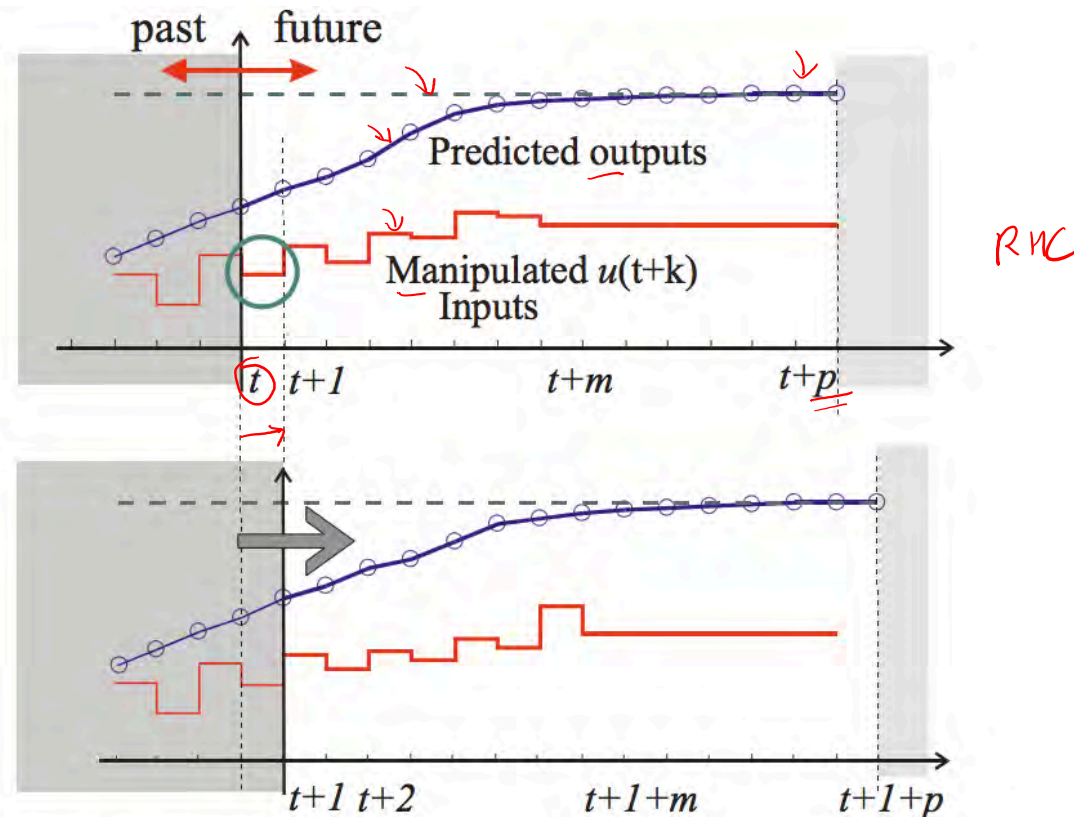 past future
Predicted outputs
Manipulated u(t+k)
Inputs
RHC
t t+1 t+m t+p
t+1 t+2 t+1+m t+1+p